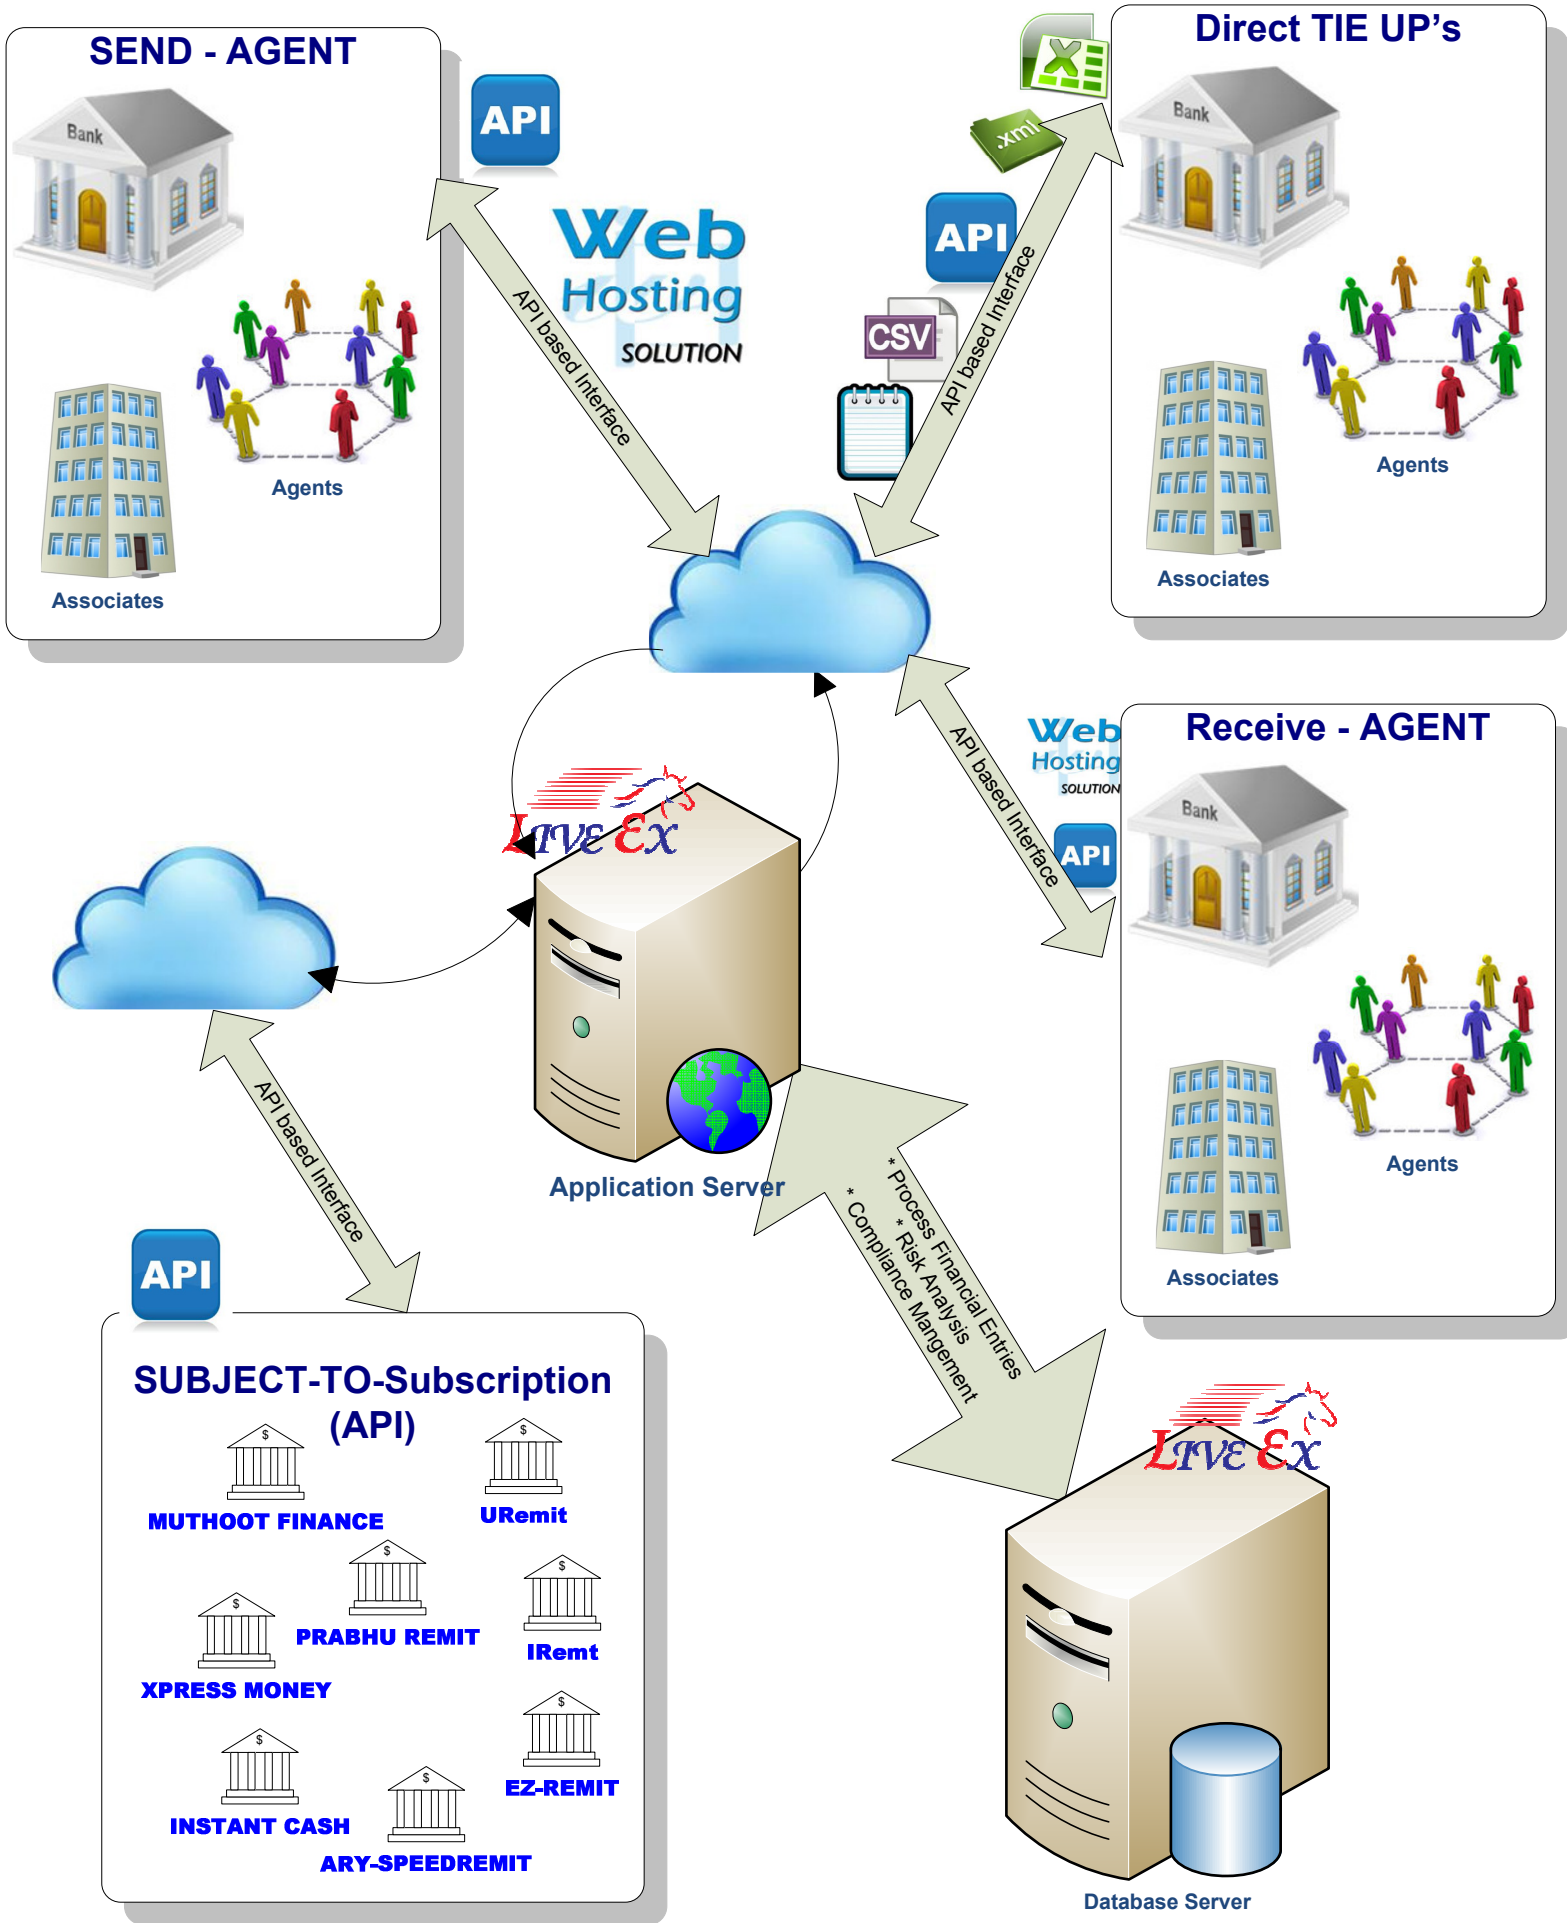 SEND - AGENT
Bank
Agents
Associates
API
Web
Hosting
SOLUTION
API based Interface
Direct TIE UP's
.xml
API
CSV
API based Interface
Bank
Agents
Associates
Receive - AGENT
Web
Hosting
SOLUTION
API
API based Interface
Bank
Agents
Associates
LIVE EX
Application Server
API based Interface
* Process Financial Entries
* Risk Analysis
* Compliance Mangement
API
SUBJECT-TO-Subscription
(API)
$
MUTHOOT FINANCE
$
URemit
$
PRABHU REMIT
$
IRemt
$
XPRESS MONEY
$
EZ-REMIT
$
INSTANT CASH
$
ARY-SPEEDREMIT
LIVE EX
Database Server